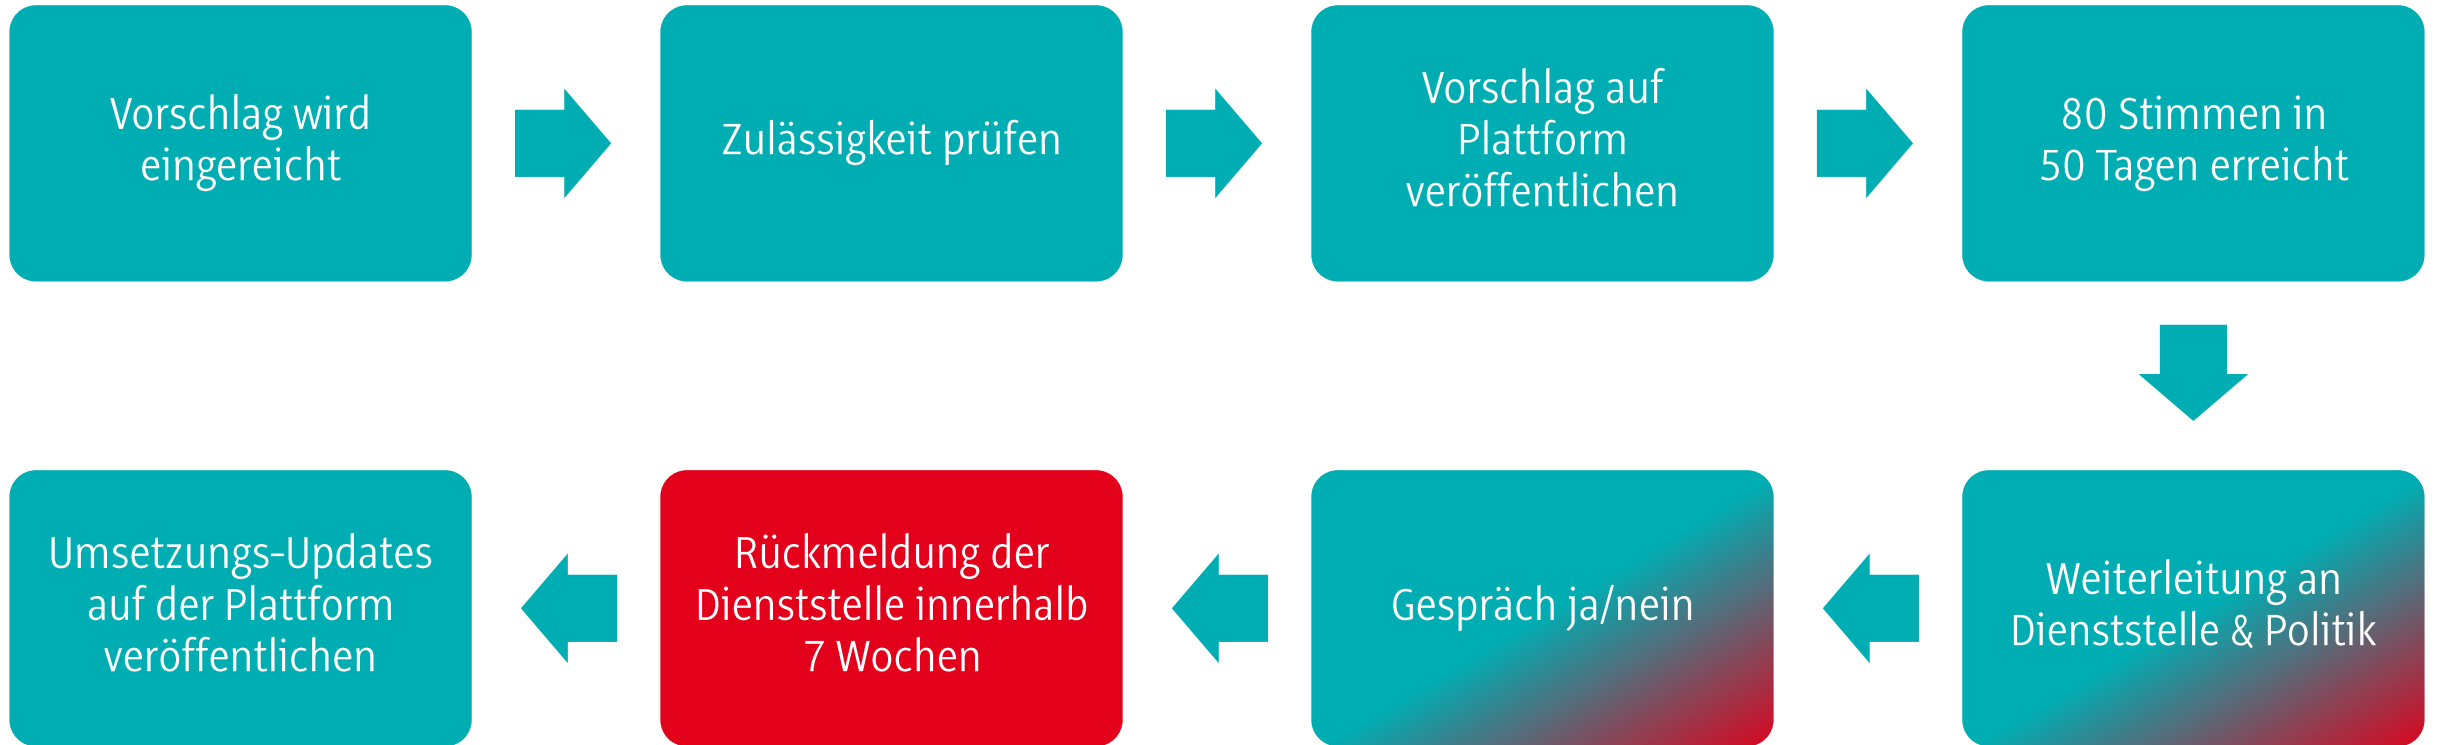 Vorschlag wird
eingereicht
Zulässigkeit prüfen
Vorschlag auf
Plattform
veröffentlichen
80 Stimmen in
50 Tagen erreicht
Weiterleitung an
Dienststelle & Politik
Gespräch ja/nein
Rückmeldung der
Dienststelle innerhalb
7 Wochen
Umsetzungs-Updates
auf der Plattform
veröffentlichen